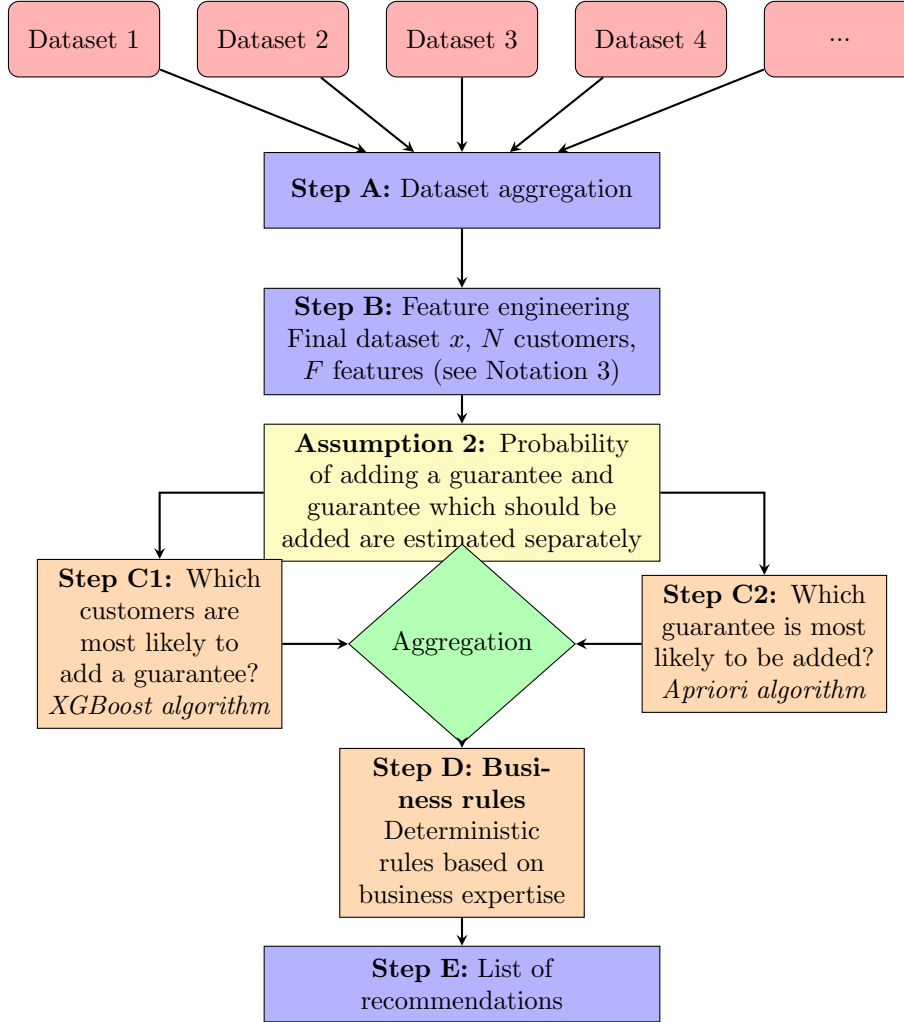 Dataset 1
Dataset 2
Dataset 3
Dataset 4
...
Step A: Dataset aggregation
Step B: Feature engineering
Final dataset x, N customers,
F features (see Notation 3)
Assumption 2: Probability
of adding a guarantee and
guarantee which should be
added are estimated separately
Step C1: Which
customers are
most likely to
add a guarantee?
XGBoost algorithm
Aggregation
Step C2: Which
guarantee is most
likely to be added?
Apriori algorithm
Step D: Busi-
ness rules
Deterministic
rules based on
business expertise
Step E: List of
recommendations